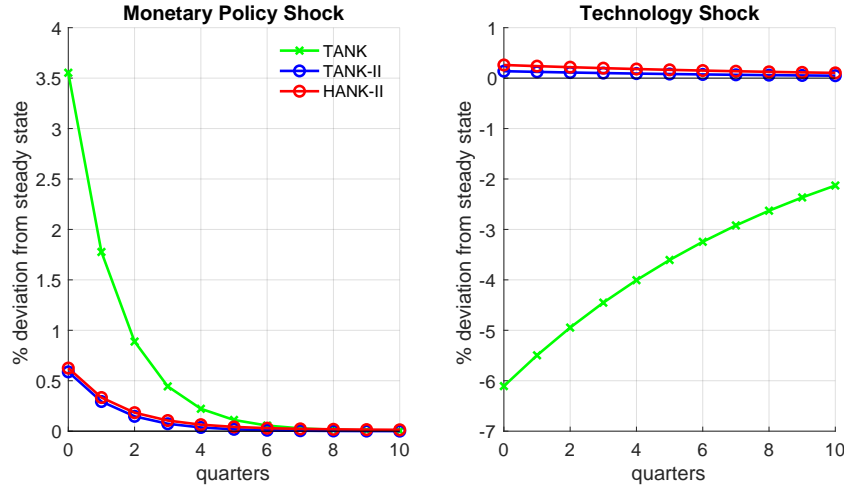 Monetary Policy Shock
% deviation from steady state
4
3.5
3
2.5
2
1.5
1
0.5
0
TANK
TANK-II
HANK-II
0 2 4 6 8 10
quarters
Technology Shock
% deviation from steady state
1
0
-1
-2
-3
-4
-5
-6
-7
0 2 4 6 8 10
quarters